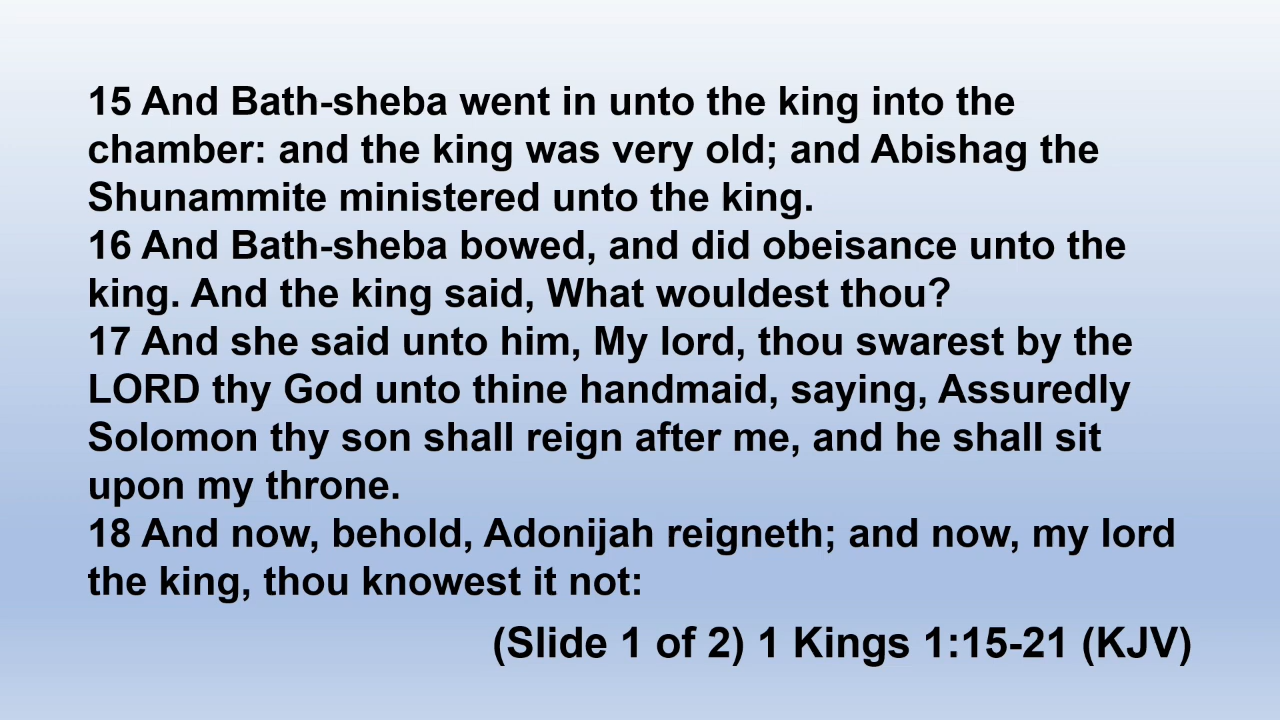 15 And Bath-sheba went in unto the king into the
chamber: and the king was very old; and Abishag the
Shunammite ministered unto the king.
16 And Bath-sheba bowed, and did obeisance unto the
king. And the king said, What wouldest thou?
17 And she said unto him, My lord, thou swarest by the
LORD thy God unto thine handmaid, saying, Assuredly
Solomon thy son shall reign after me, and he shall sit
upon my throne.
18 And now, behold, Adonijah reigneth; and now, my lord
the king, thou knowest it not:
(Slide 1 of 2) 1 Kings 1:15-21 (KJV)